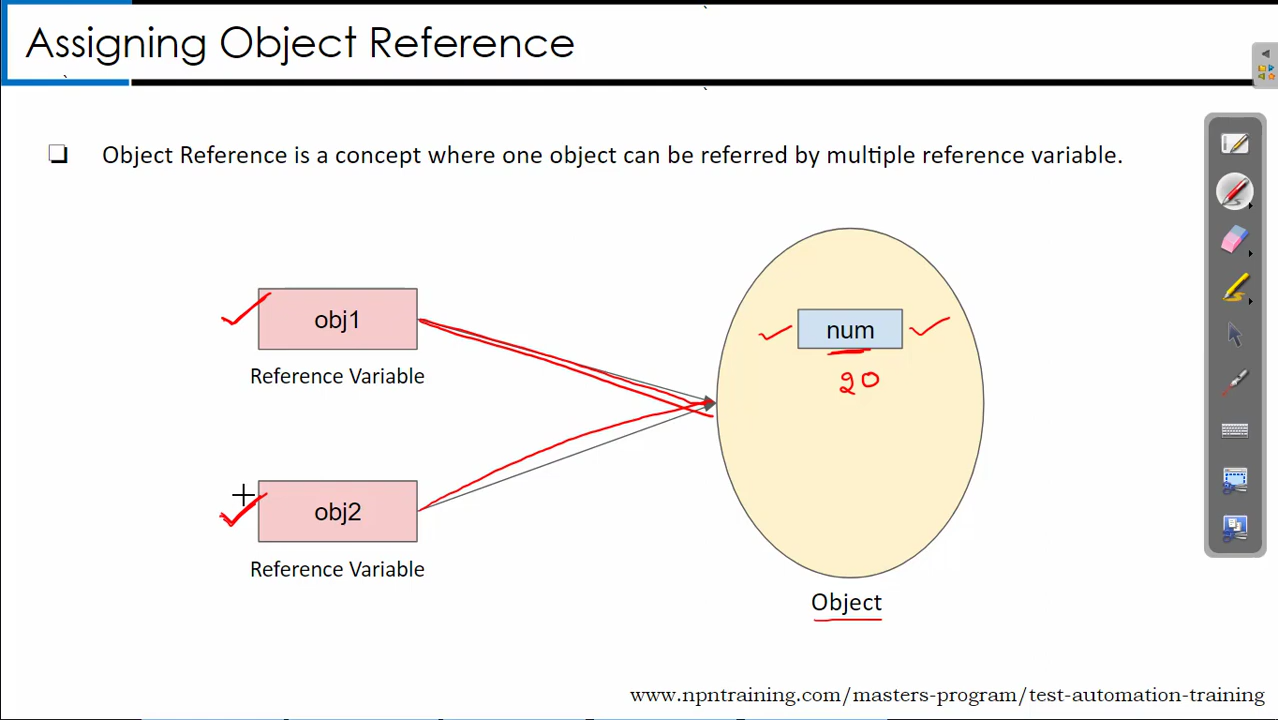 Assigning Object Reference
❑ Object Reference is a concept where one object can be referred by multiple reference variable.
obj1
Reference Variable
num
20
obj2
Reference Variable
Object
www.npntraining.com/masters-program/test-automation-training